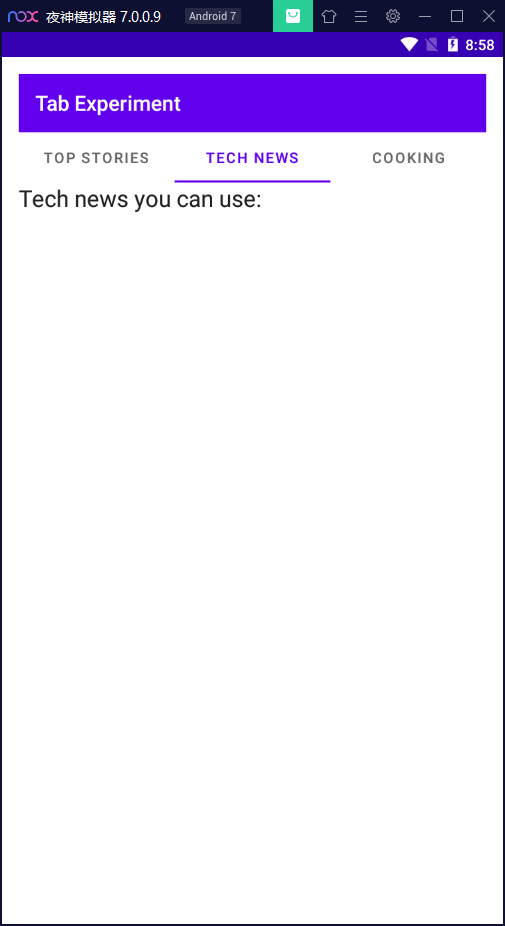 nox 夜神模拟器 7.0.0.9 Android 7
8:58
Tab Experiment
TOP STORIES TECH NEWS COOKING
Tech news you can use: